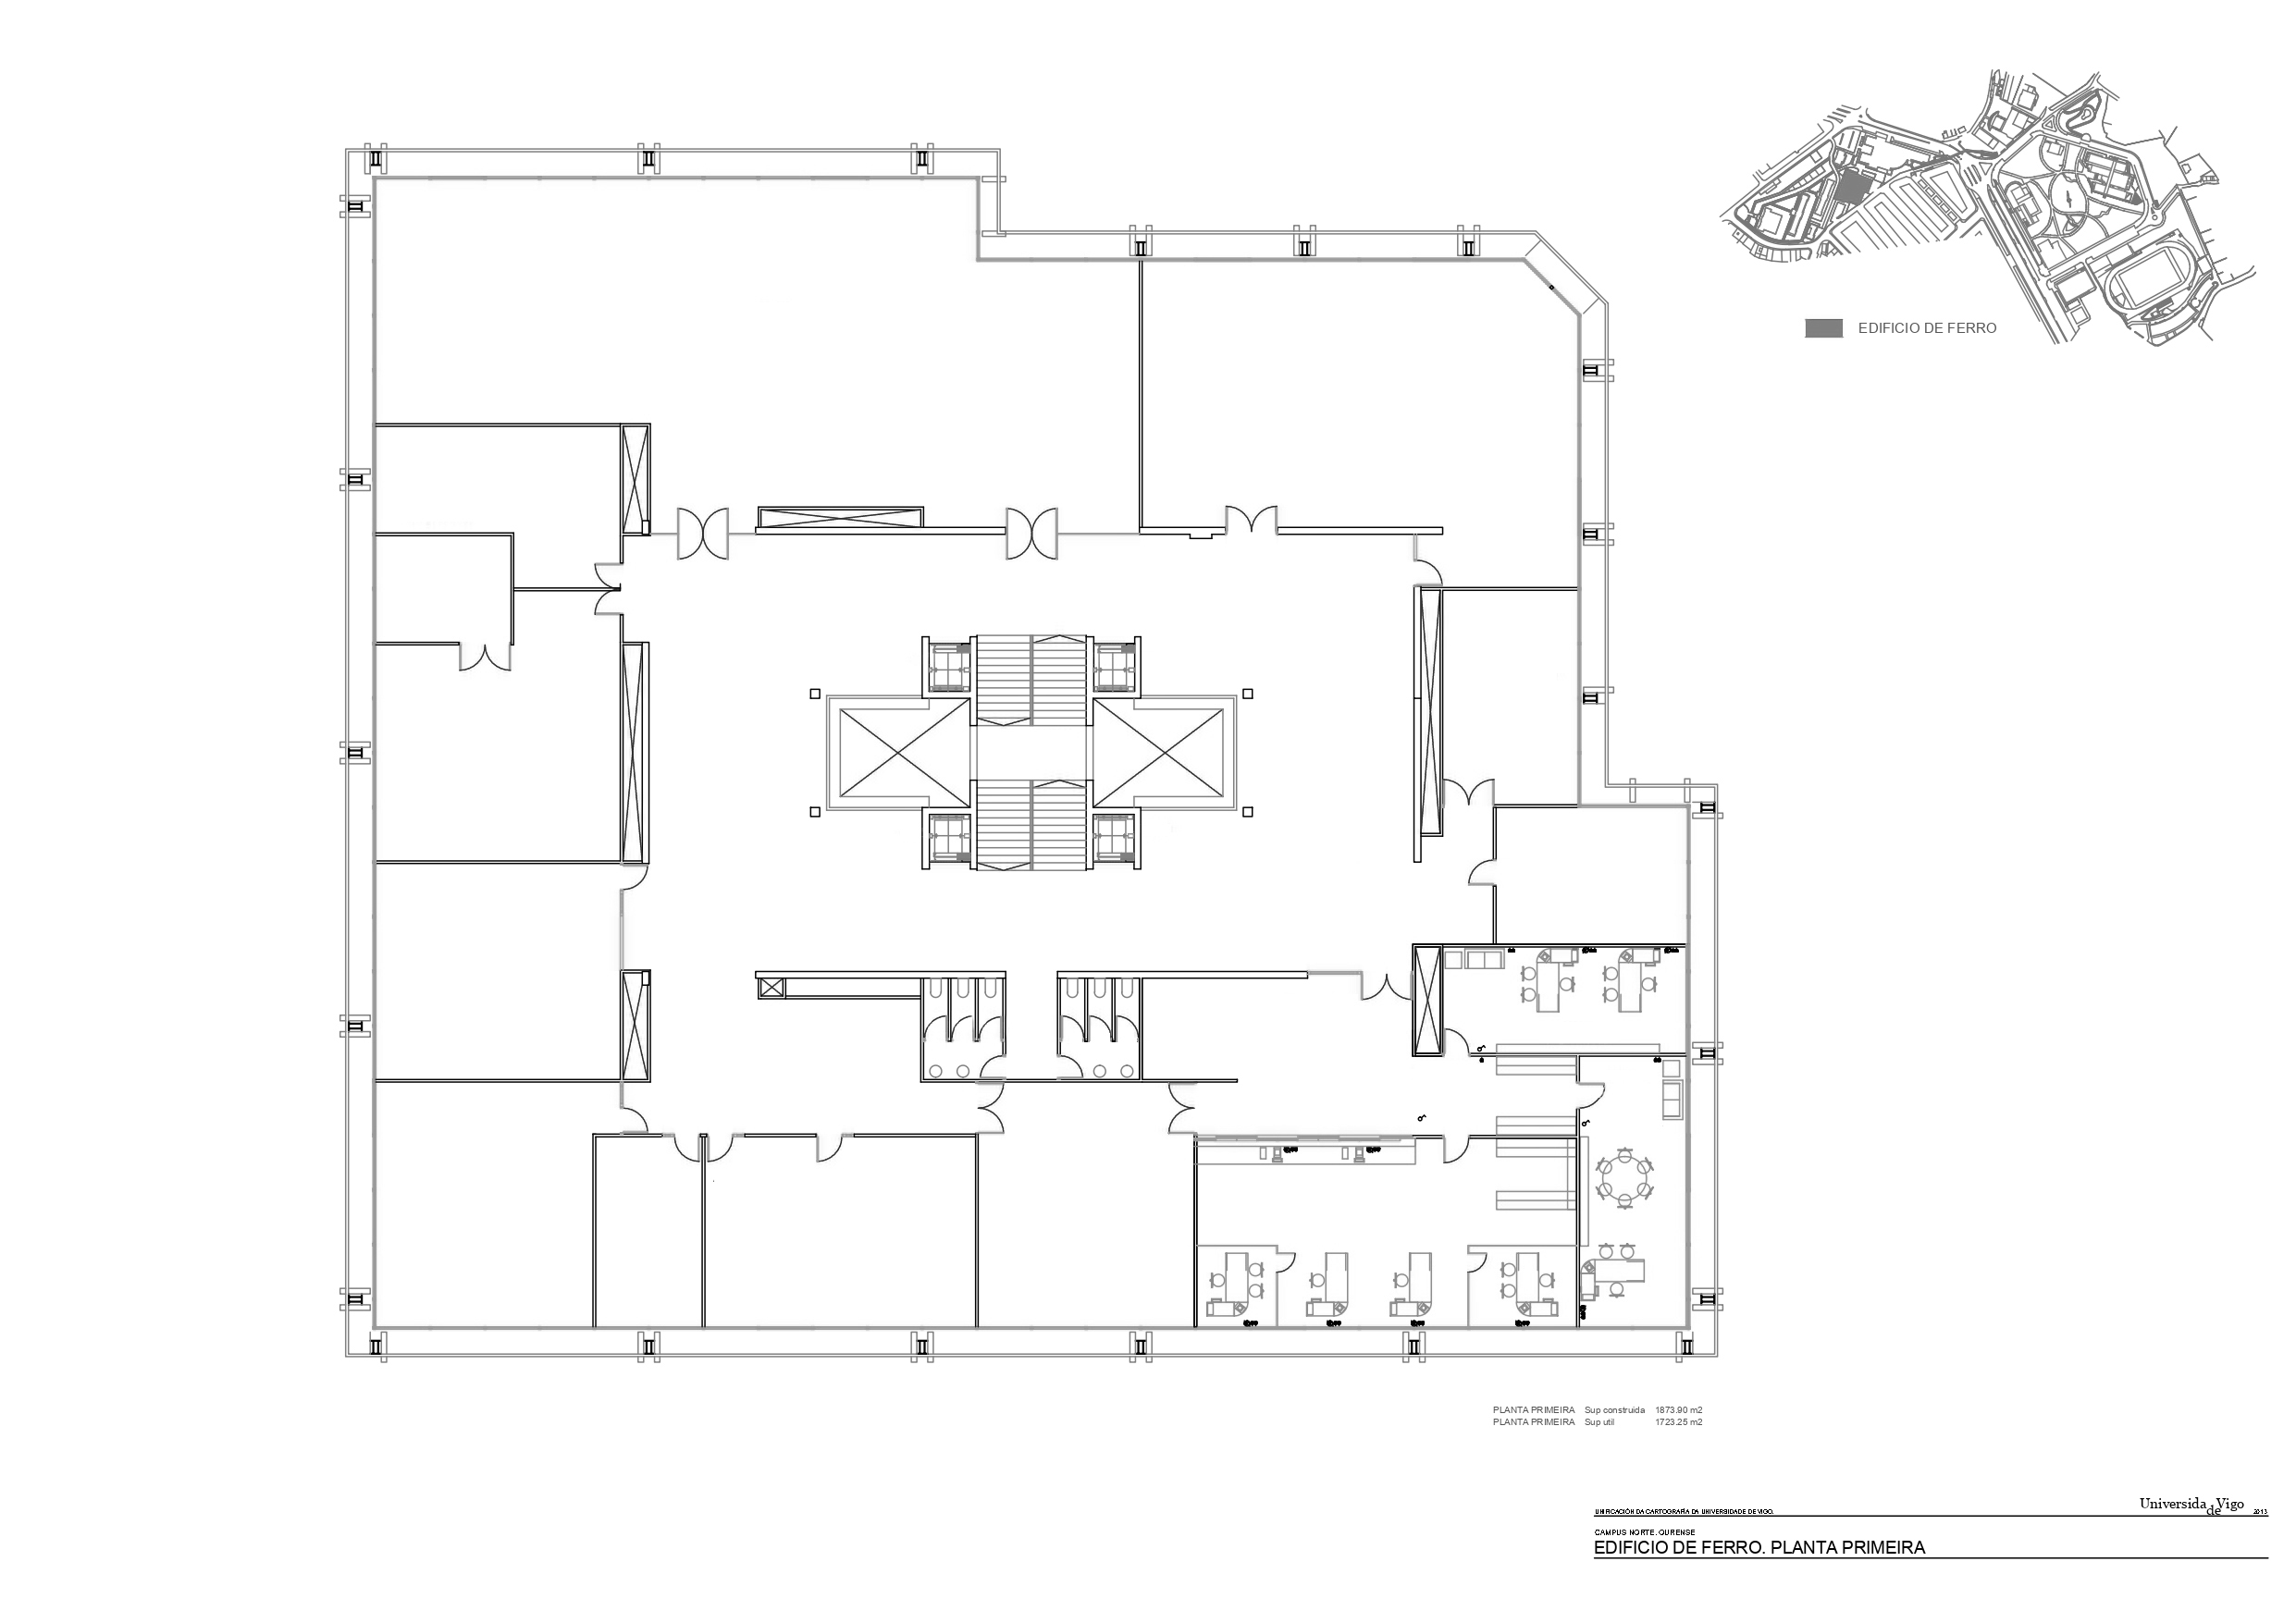 EDIFICIO DE FERRO
PLANTA PRIMEIRA Sup construida 1873.90 m2
PLANTA PRIMEIRA Sup util 1723.25 m2
Universidade de Vigo
UNIFICACIÓN DA CARTOGRAFÍA DA UNIVERSIDADE DE VIGO. 2013
CAMPUS NORTE. OURENSE
EDIFICIO DE FERRO. PLANTA PRIMEIRA